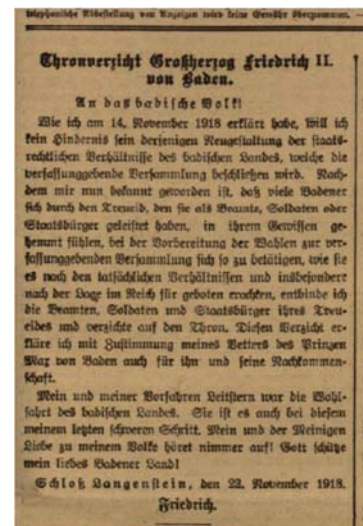 telephonische Abbestellung von Anzeigen wird keine Gewähr übernommen.
Thronverzicht Großherzog Friedrich II.
von Baden.
An das badische Volk!
Wie ich am 14. November 1918 erklärt habe, will ich
kein Hindernis sein derjenigen Neugestaltung der staats-
rechtlichen Verhältnisse des badischen Landes, welche die
verfassunggebende Versammlung beschließen wird. Nach-
dem mir nun bekannt geworden ist, daß viele Badener
sich durch den Treueid, den sie als Beamte, Soldaten oder
Staatsbürger geleistet haben, in ihrem Gewissen ge-
hemmt fühlen, bei der Vorbereitung der Wahlen zur ver-
fassunggebenden Versammlung sich so zu betätigen, wie sie
es nach den tatsächlichen Verhältnissen und insbesondere
nach der Lage im Reich für geboten erachten, entbinde ich
die Beamten, Soldaten und Staatsbürger ihres Treu-
eides und verzichte auf den Thron. Diesen Verzicht er-
kläre ich mit Zustimmung meines Vetters des Prinzen
Max von Baden auch für ihn und seine Nachkommen-
schaft.
Mein und meiner Vorfahren Leitstern war die Wohl-
fahrt des badischen Landes. Sie ist es auch bei diesem
meinem letzten schweren Schritt. Mein und der Meinigen
Liebe zu meinem Volke höret nimmer auf! Gott schütze
mein liebes Badener Land!
Schloß Langenstein, den 22. November 1918.
Friedrich.